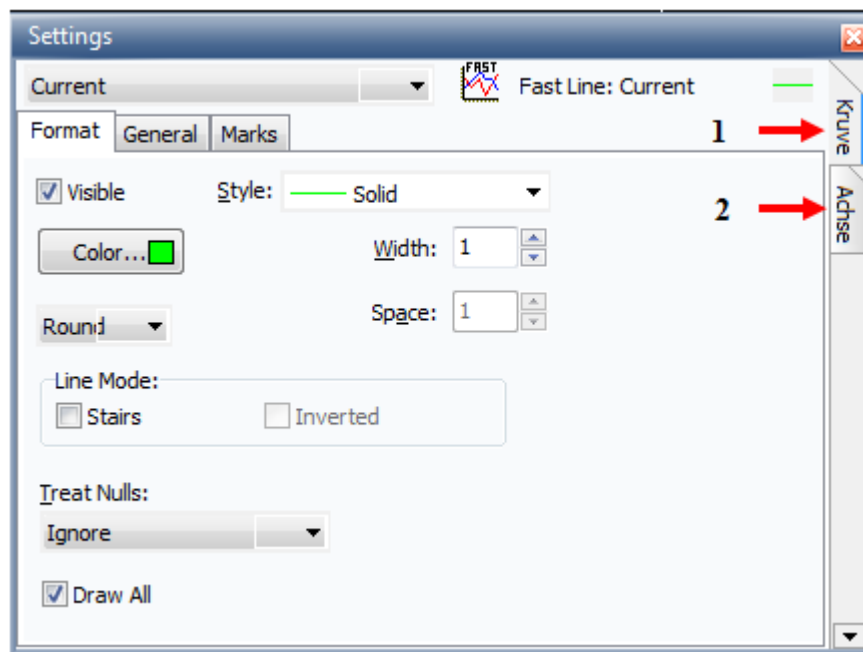 Settings
Current
FAST
Fast Line: Current
Format
General
Marks
Kruve
Achse
1
2
Visible
Style:
Solid
Color...
Width:
1
Round
Space:
1
Line Mode:
Stairs
Inverted
Treat Nulls:
Ignore
Draw All